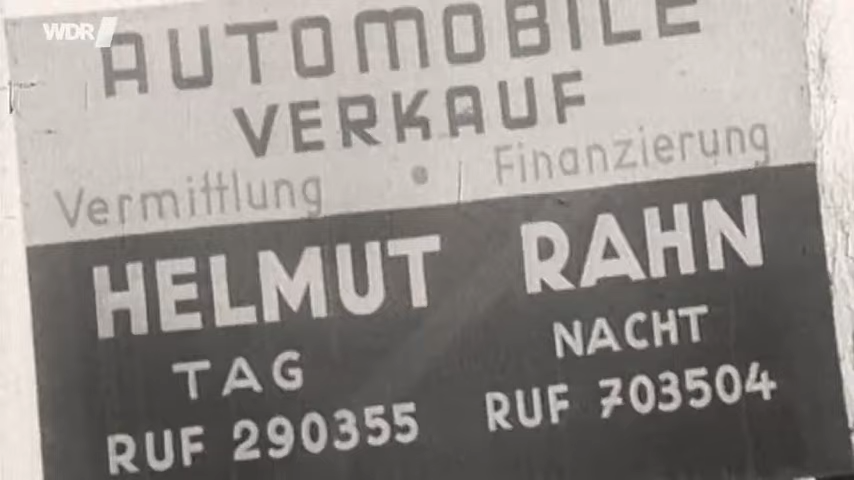 WDR
AUTOMOBILE
VERKAUF
Vermittlung • Finanzierung
HELMUT RAHN
TAG NACHT
RUF 290355 RUF 703504